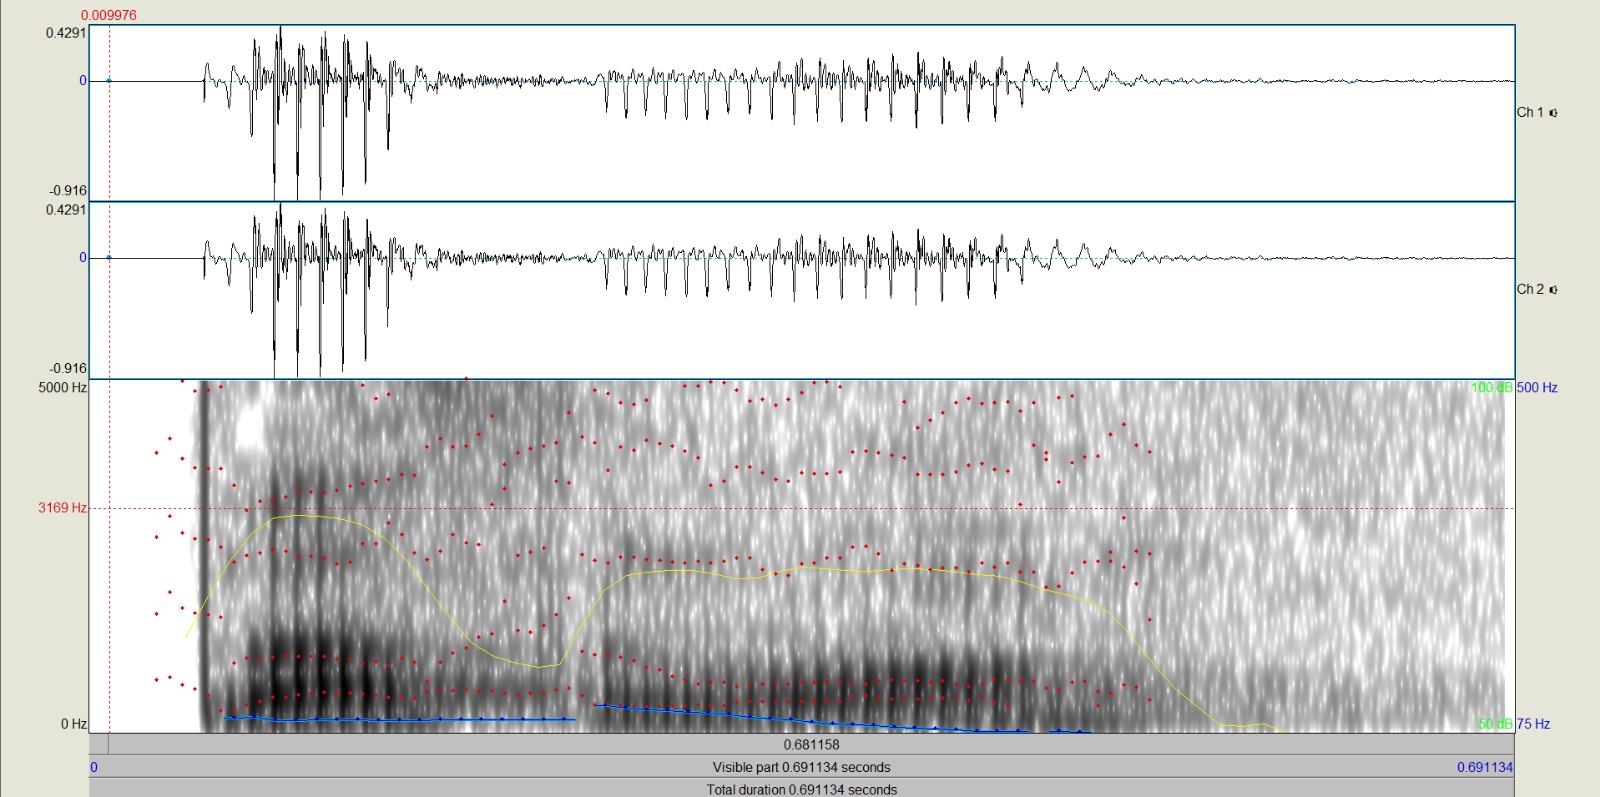 0.009976
0.4291
0
-0.916
Ch 1
0.4291
0
-0.916
Ch 2
5000 Hz
100 dB
500 Hz
3169 Hz
0 Hz
50 dB
75 Hz
0.681158
0
Visible part 0.691134 seconds
0.691134
Total duration 0.691134 seconds